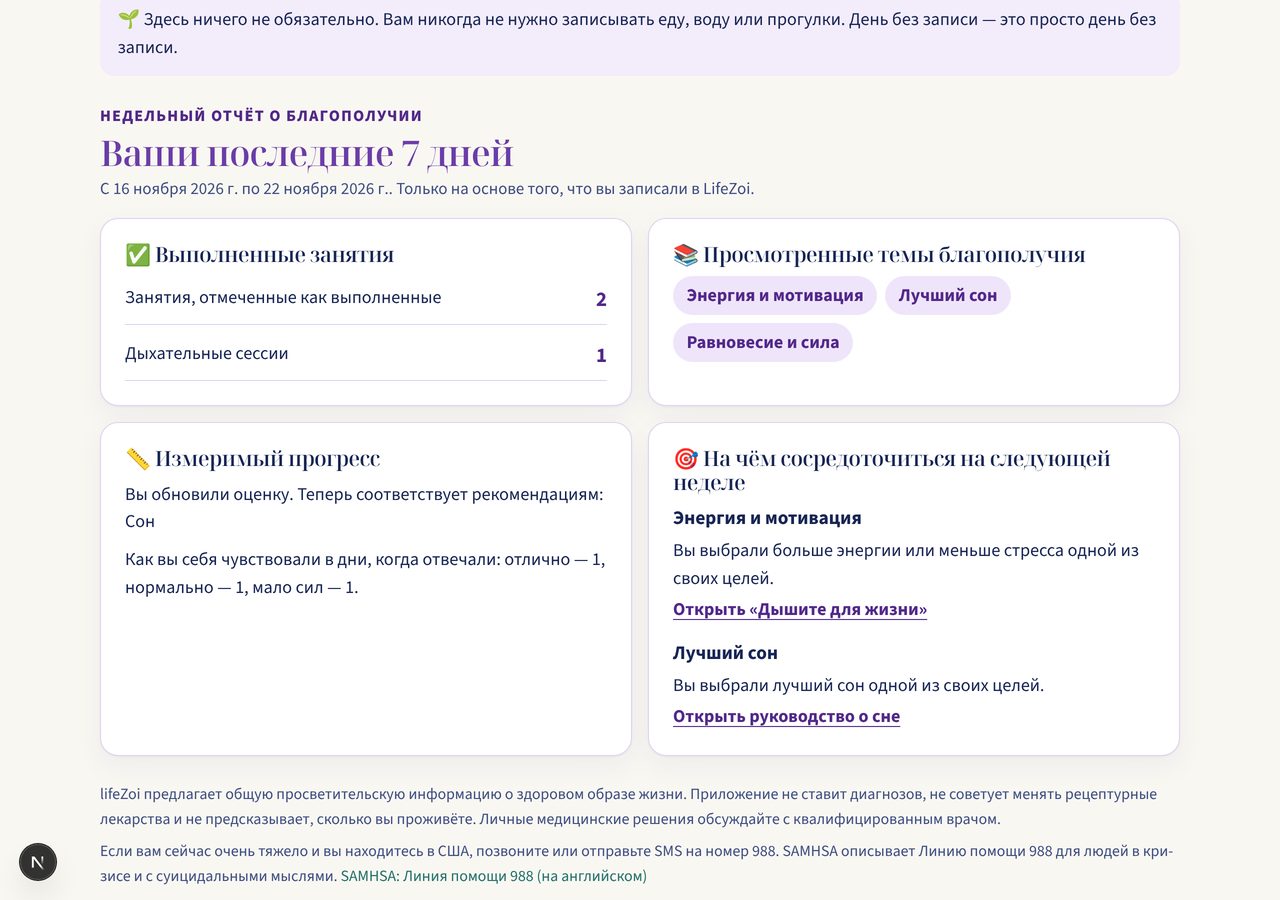 🌱 Здесь ничего не обязательно. Вам никогда не нужно записывать еду, воду или прогулки. День без записи — это просто день без
записи.
НЕДЕЛЬНЫЙ ОТЧЁТ О БЛАГОПОЛУЧИИ
Ваши последние 7 дней
С 16 ноября 2026 г. по 22 ноября 2026 г.. Только на основе того, что вы записали в LifeZoi.
✅ Выполненные занятия
Занятия, отмеченные как выполненные 2
Дыхательные сессии 1
📚 Просмотренные темы благополучия
Энергия и мотивация Лучший сон
Равновесие и сила
📏 Измеримый прогресс
Вы обновили оценку. Теперь соответствует рекомендациям:
Сон
Как вы себя чувствовали в дни, когда отвечали: отлично — 1,
нормально — 1, мало сил — 1.
🎯 На чём сосредоточиться на следующей
неделе
Энергия и мотивация
Вы выбрали больше энергии или меньше стресса одной из
своих целей.
Открыть «Дышите для жизни»
Лучший сон
Вы выбрали лучший сон одной из своих целей.
Открыть руководство о сне
lifeZoi предлагает общую просветительскую информацию о здоровом образе жизни. Приложение не ставит диагнозов, не советует менять рецептурные
лекарства и не предсказывает, сколько вы проживёте. Личные медицинские решения обсуждайте с квалифицированным врачом.
Если вам сейчас очень тяжело и вы находитесь в США, позвоните или отправьте SMS на номер 988. SAMHSA описывает Линию помощи 988 для людей в кри-
зисе и с суицидальными мыслями. SAMHSA: Линия помощи 988 (на английском)
N